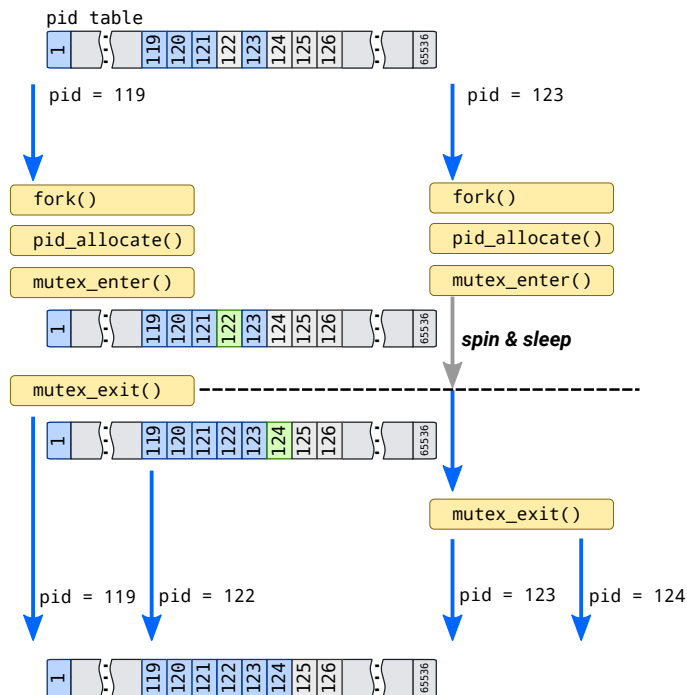 pid table
1 119 120 121 122 123 124 125 126 65536
pid = 119
pid = 123
fork()
fork()
pid_allocate()
pid_allocate()
mutex_enter()
mutex_enter()
1 119 120 121 122 123 124 125 126 65536
spin & sleep
mutex_exit()
1 119 120 121 122 123 124 125 126 65536
mutex_exit()
pid = 119
pid = 122
pid = 123
pid = 124
1 119 120 121 122 123 124 125 126 65536